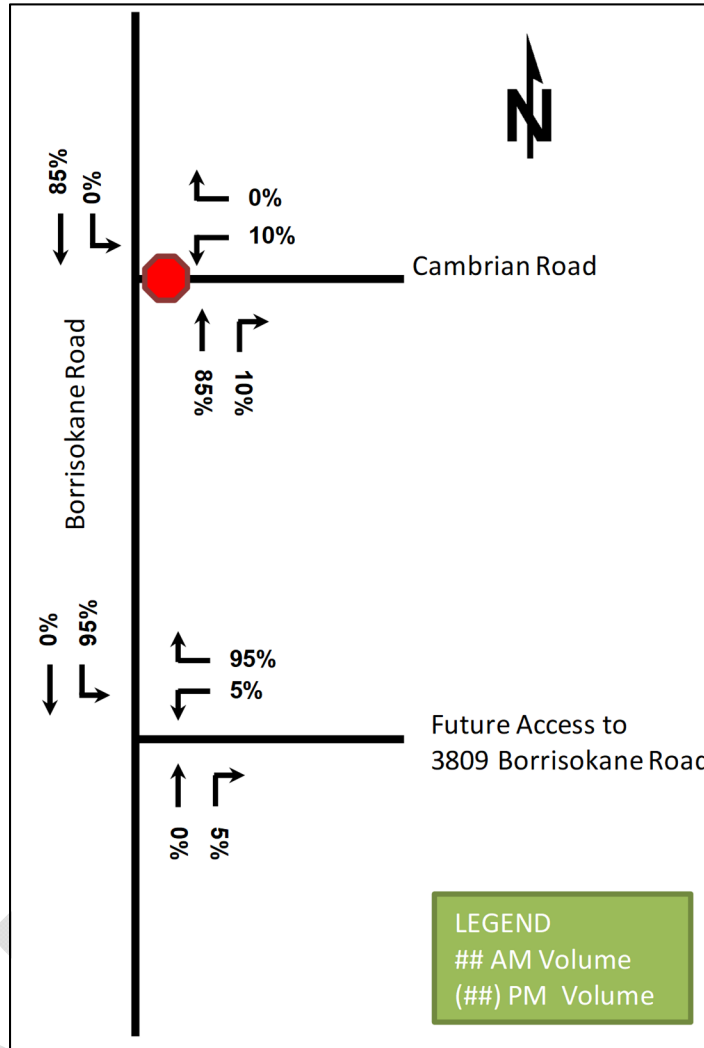 N
85%
0%
0%
10%
Cambrian Road
85%
10%
Borrisokane Road
0%
95%
95%
5%
Future Access to
3809 Borrisokane Road
0%
5%
LEGEND
## AM Volume
(##) PM Volume